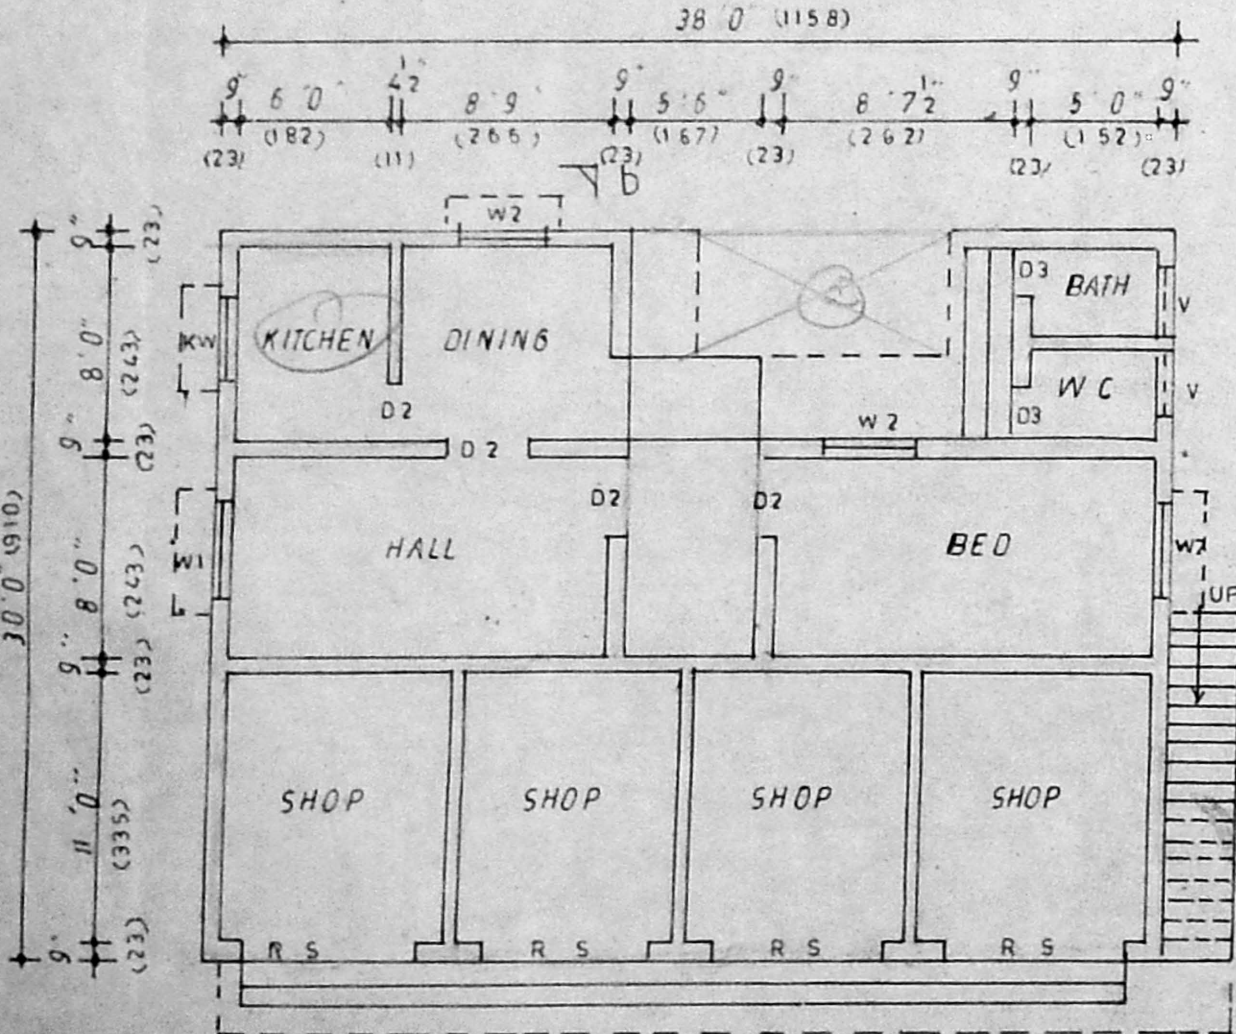 38' 0" (1158)
9" 6' 0" 4½" 8' 9" 9" 5' 6" 9" 8' 7½" 9" 5' 0" 9"
(23) (182) (11) (266) (23) (167) (23) (262) (23) (152) (23)
W2
D3 BATH V
KW KITCHEN DINING
WC V
D2 W2 D3
D2
D2 D2
W1 HALL BED
UP
SHOP SHOP SHOP SHOP
R S R S R S R S
30' 0" (910)
9" 8' 0" 9" 8' 0" 9" 11' 0" 9"
(23) (243) (23) (243) (23) (335) (23)